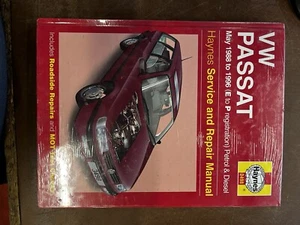 VW
PASSAT
May 1988 to 1996 (E to P registration) Petrol & Diesel
Haynes Service and Repair Manual
Haynes
3498
Includes Roadside Repairs and MOT